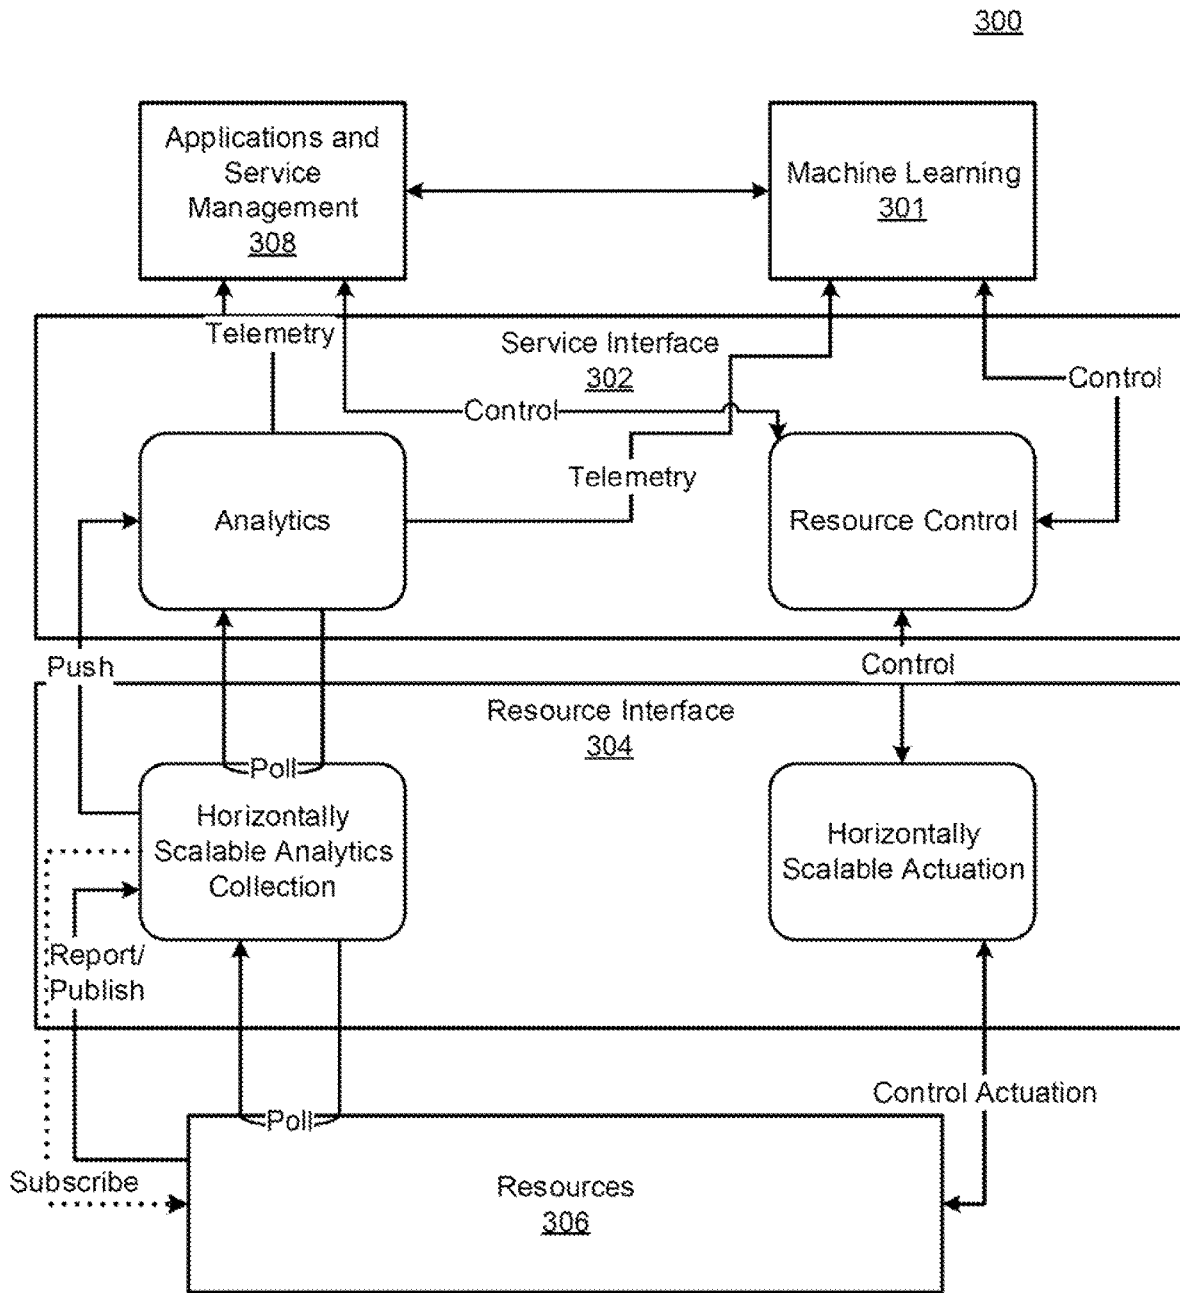 300
Applications and
Service
Management
308
Machine Learning
301
Telemetry
Service Interface
302
Control
Control
Telemetry
Analytics
Resource Control
Push
Control
Resource Interface
304
Poll
Horizontally
Scalable Analytics
Collection
Horizontally
Scalable Actuation
Report/
Publish
Control Actuation
Poll
Subscribe
Resources
306